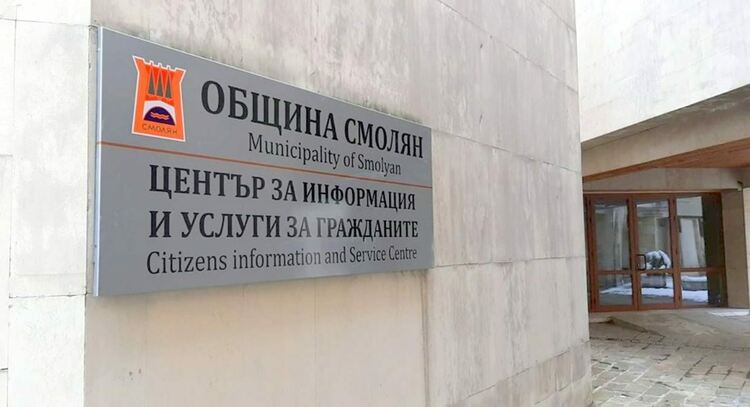 СМОЛЯН
ОБЩИНА СМОЛЯН
Municipality of Smolyan
ЦЕНТЪР ЗА ИНФОРМАЦИЯ
И УСЛУГИ ЗА ГРАЖДАНИТЕ
Citizens information and Service Centre